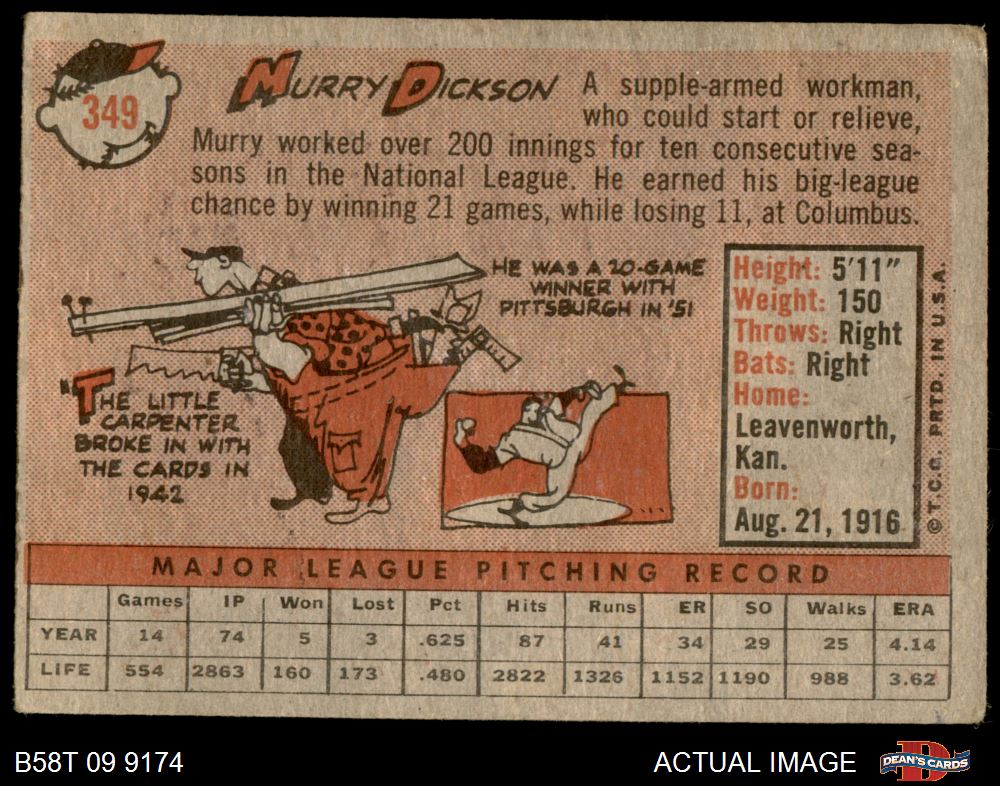 349
MURRY DICKSON
A supple-armed workman,
who could start or relieve,
Murry worked over 200 innings for ten consecutive sea-
sons in the National League. He earned his big-league
chance by winning 21 games, while losing 11, at Columbus.
HE WAS A 20-GAME
WINNER WITH
PITTSBURGH IN '51
"THE LITTLE
CARPENTER
BROKE IN WITH
THE CARDS IN
1942
Height: 5'11"
Weight: 150
Throws: Right
Bats: Right
Home:
Leavenworth,
Kan.
Born:
Aug. 21, 1916
© T.C.G. PRTD. IN U.S.A.
MAJOR LEAGUE PITCHING RECORD
Games IP Won Lost Pct Hits Runs ER SO Walks ERA
YEAR 14 74 5 3 .625 87 41 34 29 25 4.14
LIFE 554 2863 160 173 .480 2822 1326 1152 1190 988 3.62
B58T 09 9174
ACTUAL IMAGE
DEAN'S CARDS